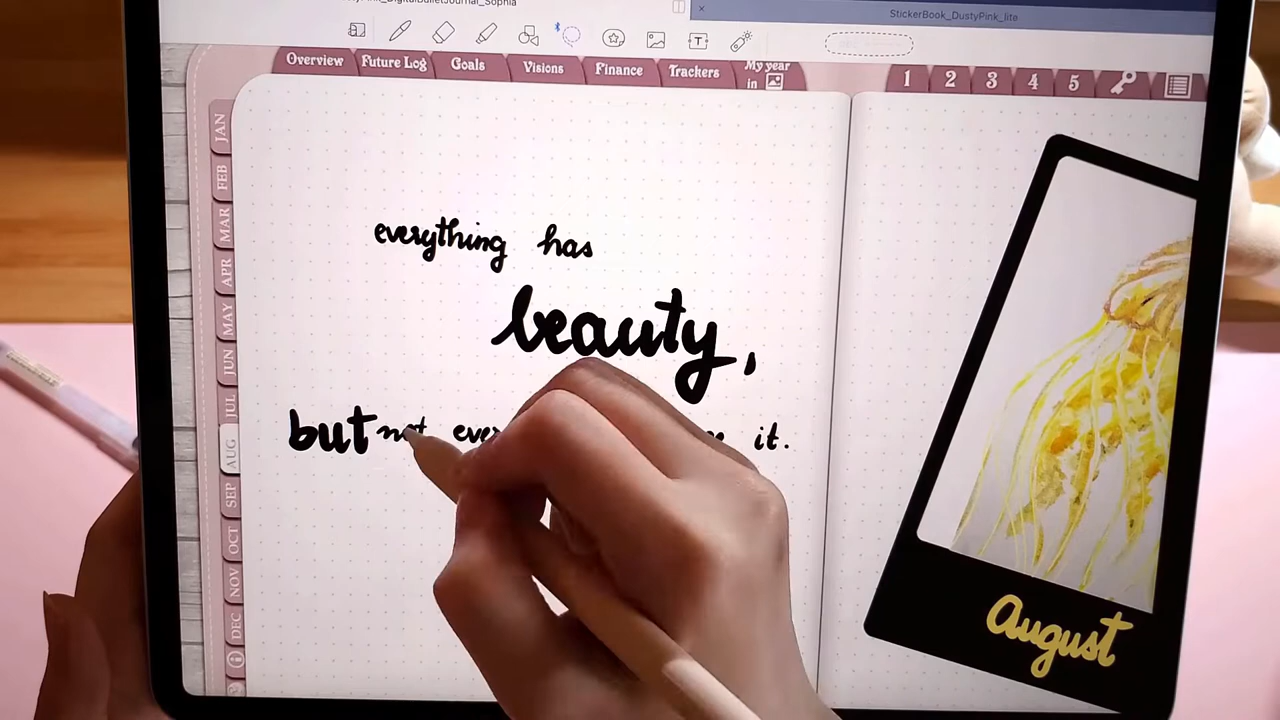 StickerBook_DustyPink_lite
Overview
Future Log
Goals
Visions
Finance
Trackers
My year
in
1
2
3
4
5
JAN
FEB
MAR
APR
MAY
JUN
JUL
AUG
SEP
OCT
NOV
DEC
everything has
beauty,
but not it.
August